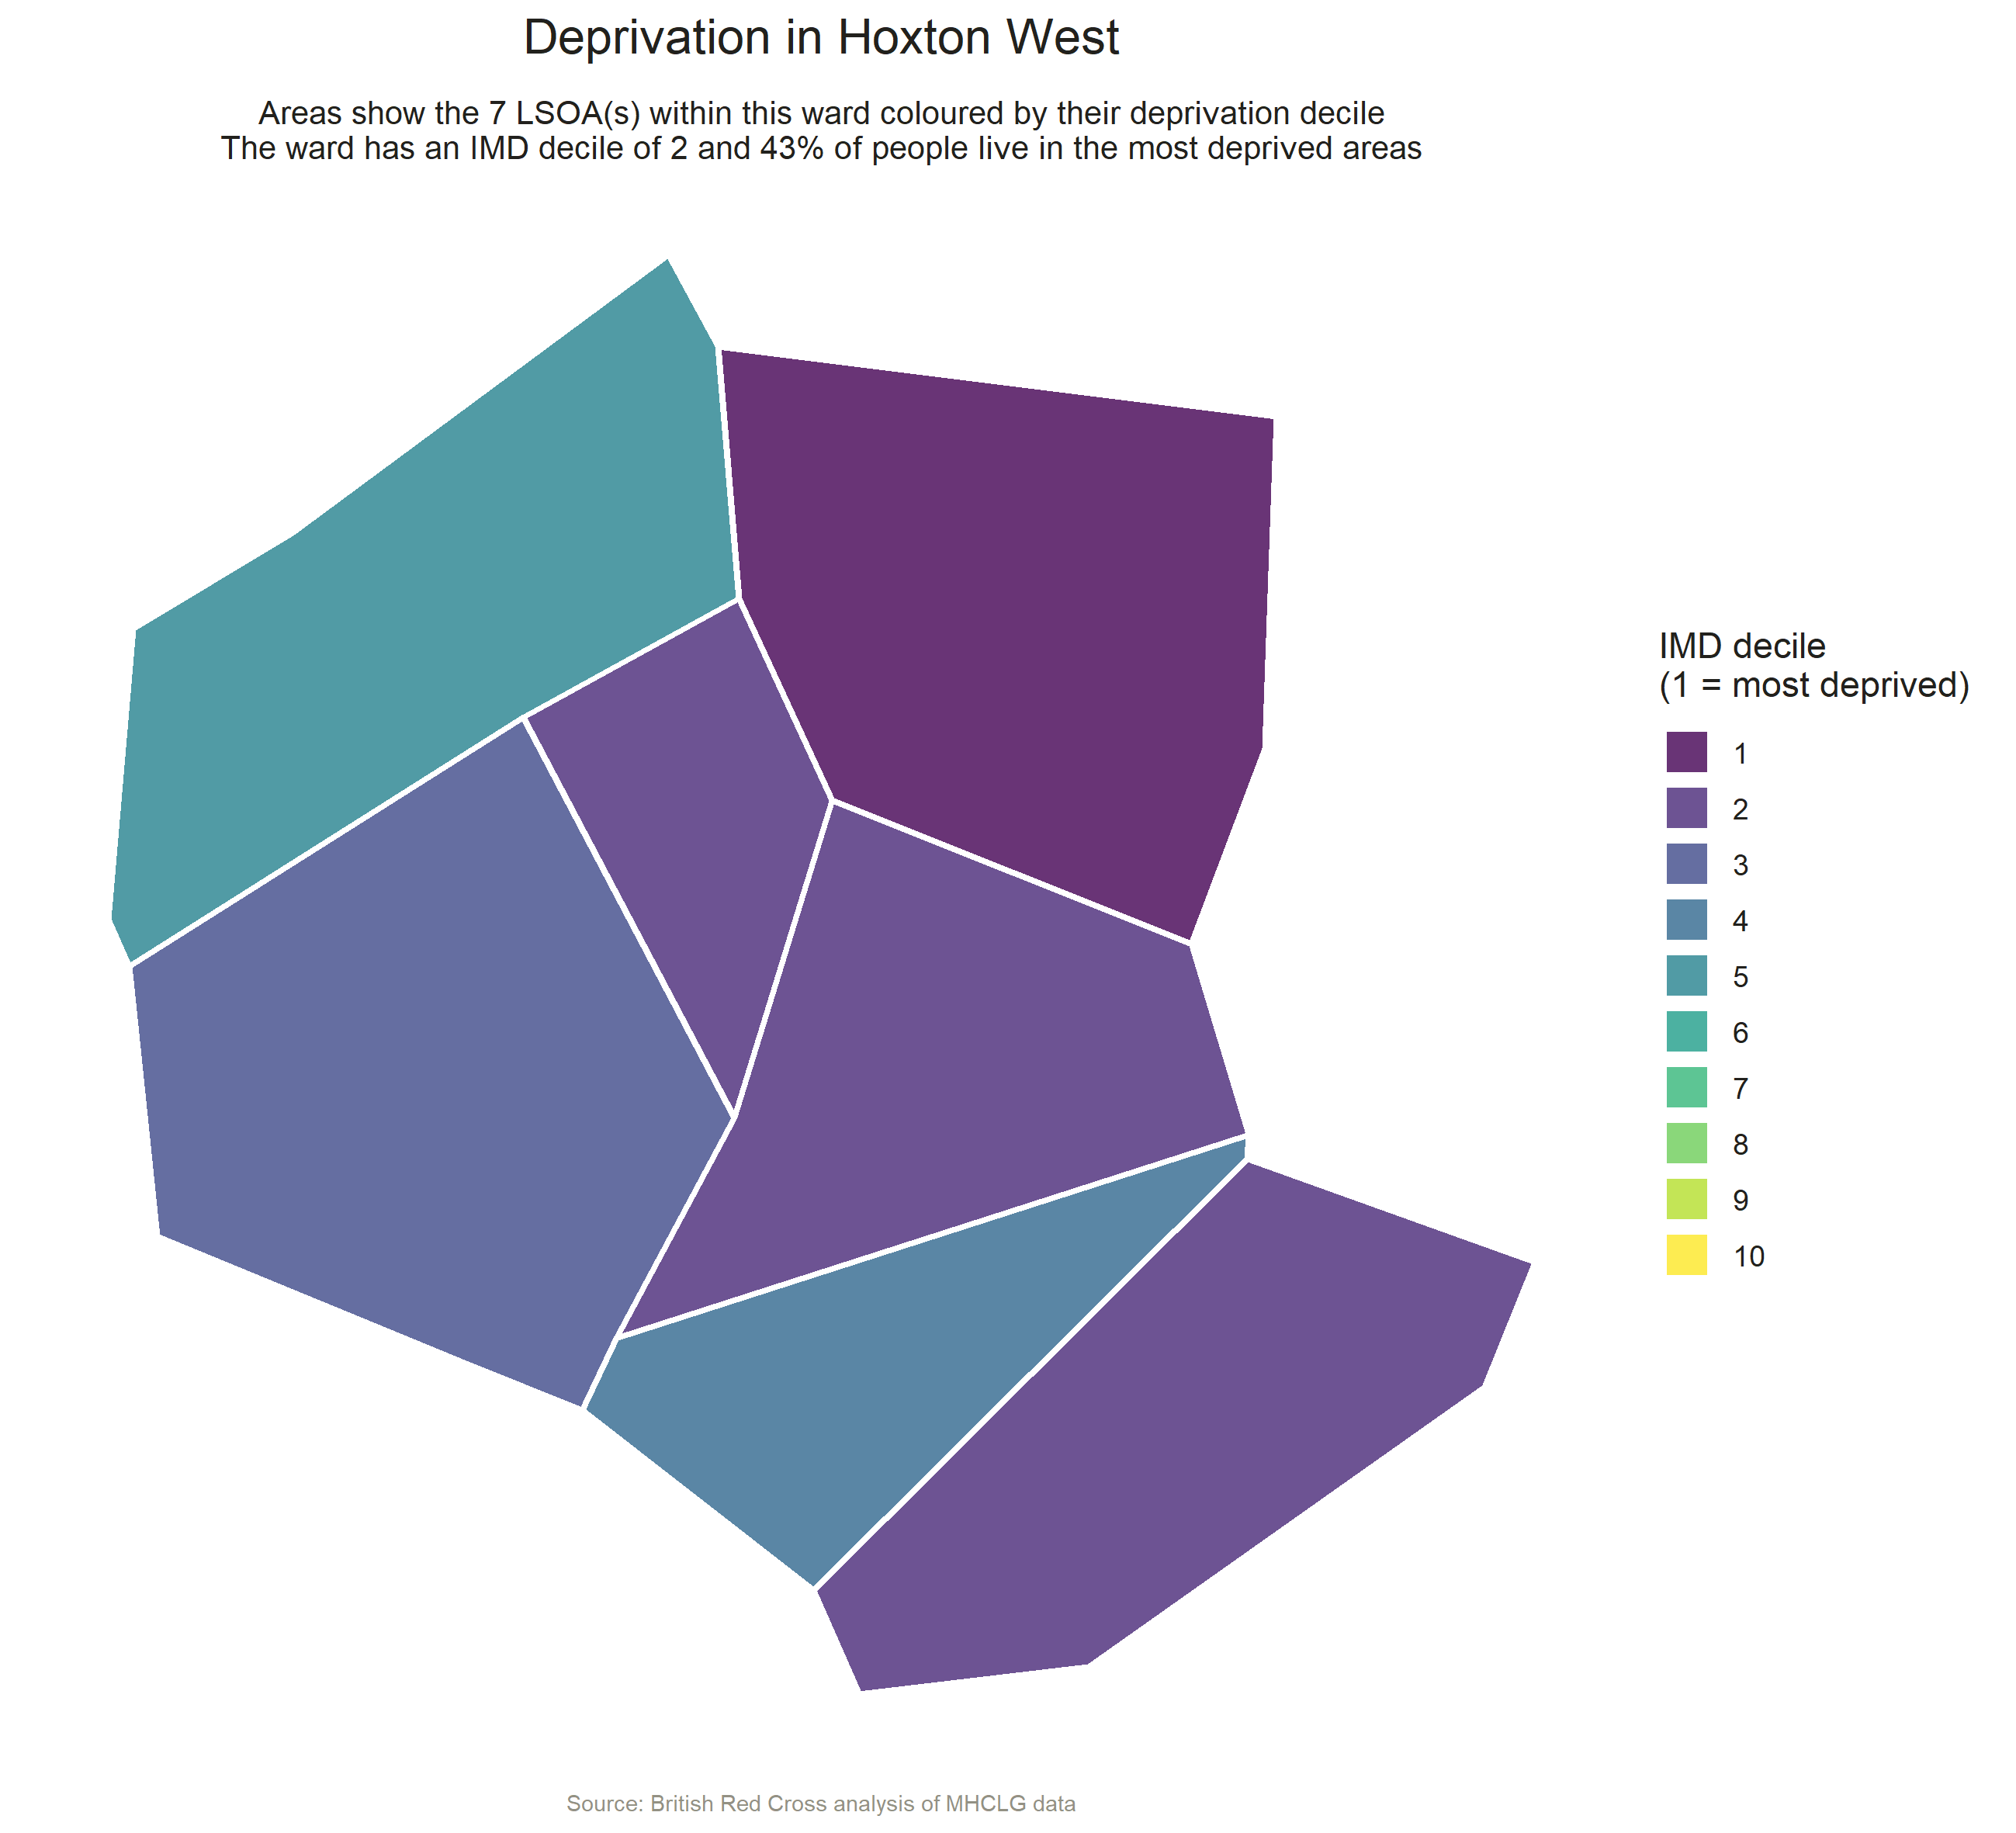 Deprivation in Hoxton West
Areas show the 7 LSOA(s) within this ward coloured by their deprivation decile
The ward has an IMD decile of 2 and 43% of people live in the most deprived areas
IMD decile
(1 = most deprived)
1
2
3
4
5
6
7
8
9
10
Source: British Red Cross analysis of MHCLG data